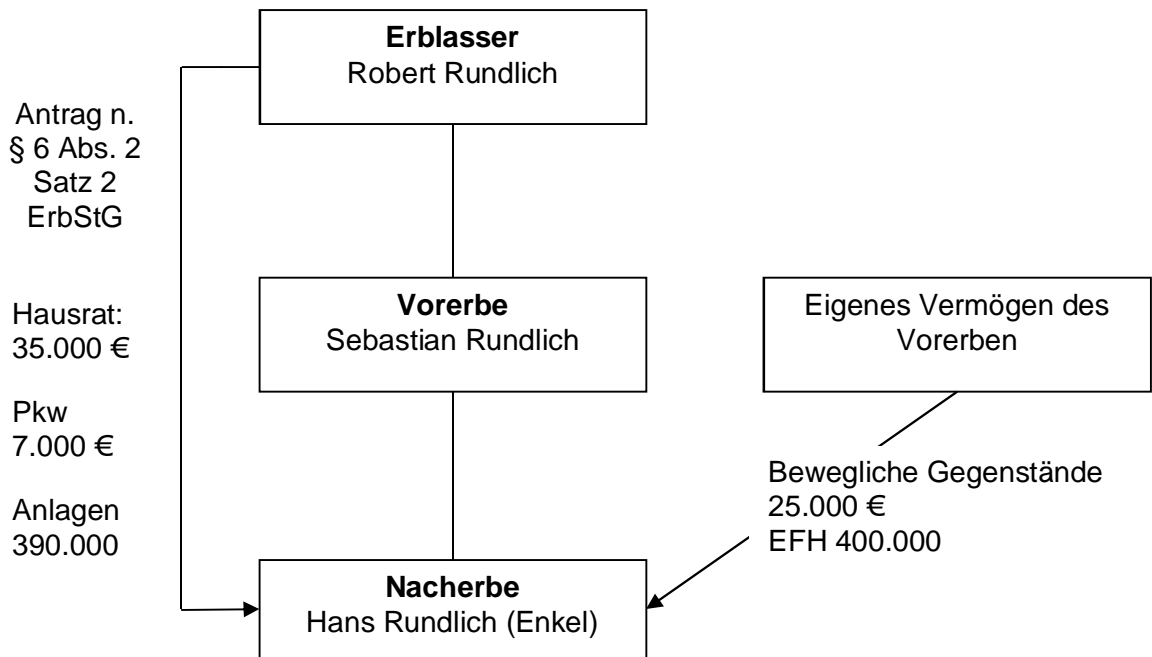 Erblasser
Robert Rundlich
Antrag n.
§ 6 Abs. 2
Satz 2
ErbStG
Vorerbe
Sebastian Rundlich
Eigenes Vermögen des
Vorerben
Hausrat:
35.000 €
Pkw
7.000 €
Anlagen
390.000
Bewegliche Gegenstände
25.000 €
EFH 400.000
Nacherbe
Hans Rundlich (Enkel)